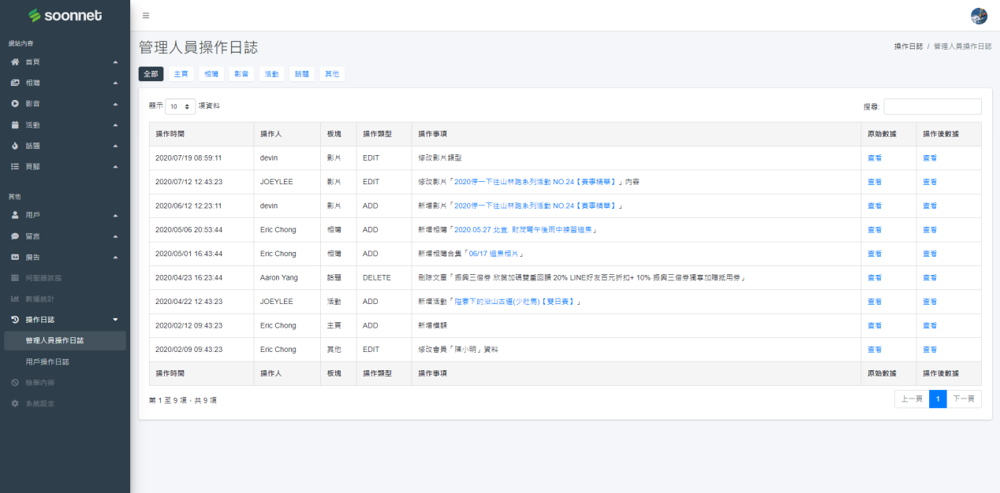 soonnet
網站內容
首頁
相簿
影音
活動
話題
頁腳
其他
用戶
留言
廣告
伺服器狀態
數據統計
操作日誌
管理人員操作日誌
用戶操作日誌
檢舉內容
系統設定
管理人員操作日誌
操作日誌 / 管理人員操作日誌
全部 主頁 相簿 影音 活動 話題 其他
顯示 10 項資料
搜尋:
操作時間 操作人 板塊 操作類型 操作事項 原始數據 操作後數據
2020/07/19 08:59:11 devin 影片 EDIT 修改影片類型 查看 查看
2020/07/12 12:43:23 JOEYLEE 影片 EDIT 修改影片「2020停一下往山林跑系列活動 NO.24【賽事精華】」內容 查看 查看
2020/06/12 12:23:11 devin 影片 ADD 新增影片「2020停一下往山林跑系列活動 NO.24【賽事精華】」 查看 查看
2020/05/06 20:53:44 Eric Chong 相簿 ADD 新增相簿「2020.05.27 北宜. 財茂彎午後雨中練習追焦」 查看 查看
2020/05/01 16:43:44 Eric Chong 相簿 ADD 新增相簿合集「06/17 追焦相片」 查看 查看
2020/04/23 16:23:44 Aaron Yang 話題 DELETE 刪除文章「振興三倍券 欣葉加碼雙重回饋 20% LINE好友百元折扣+ 10% 振興三倍券獨享加贈抵用券」 查看 查看
2020/04/22 12:43:23 JOEYLEE 活動 ADD 新增活動「隘寮下的沿山古道(少壯馬)【雙日賽】」 查看 查看
2020/02/12 09:43:23 Eric Chong 主頁 ADD 新增橫額 查看 查看
2020/02/09 09:43:23 Eric Chong 其他 EDIT 修改會員「陳小明」資料 查看 查看
操作時間 操作人 板塊 操作類型 操作事項 原始數據 操作後數據
第 1 至 9 項，共 9 項
上一頁 1 下一頁